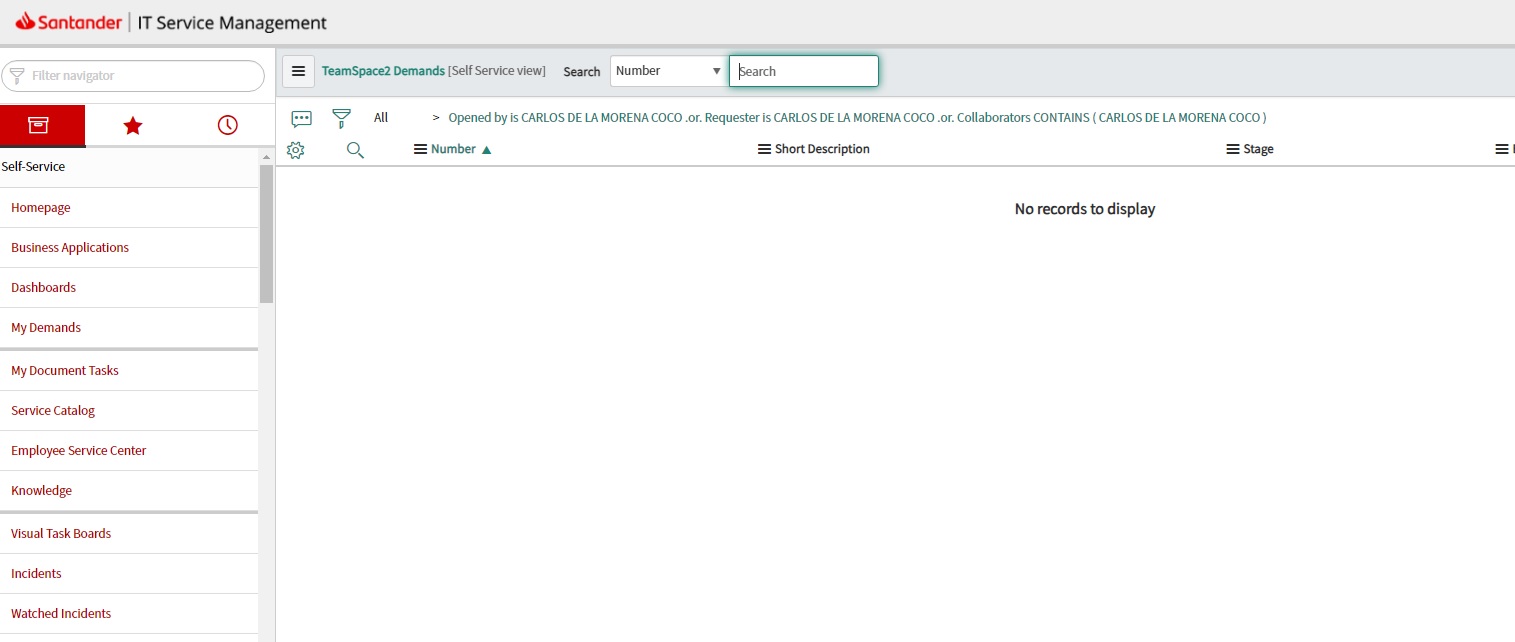 Santander | IT Service Management
Filter navigator
TeamSpace2 Demands [Self Service view] Search Number Search
All > Opened by is CARLOS DE LA MORENA COCO .or. Requester is CARLOS DE LA MORENA COCO .or. Collaborators CONTAINS ( CARLOS DE LA MORENA COCO )
Number Short Description Stage
No records to display
Self-Service
Homepage
Business Applications
Dashboards
My Demands
My Document Tasks
Service Catalog
Employee Service Center
Knowledge
Visual Task Boards
Incidents
Watched Incidents